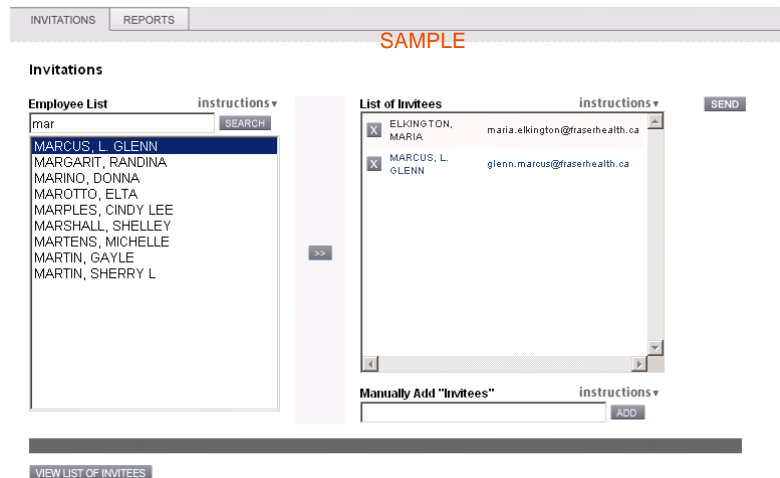 INVITATIONS REPORTS
SAMPLE
Invitations
Employee List instructions
mar SEARCH
MARCUS, L. GLENN
MARGARIT, RANDINA
MARINO, DONNA
MAROTTO, ELTA
MARPLES, CINDY LEE
MARSHALL, SHELLEY
MARTENS, MICHELLE
MARTIN, GAYLE
MARTIN, SHERRY L
>>
List of Invitees instructions
X ELKINGTON, MARIA maria.elkington@fraserhealth.ca
X MARCUS, L. GLENN glenn.marcus@fraserhealth.ca
SEND
Manually Add "Invitees" instructions
ADD
VIEW LIST OF INVITEES